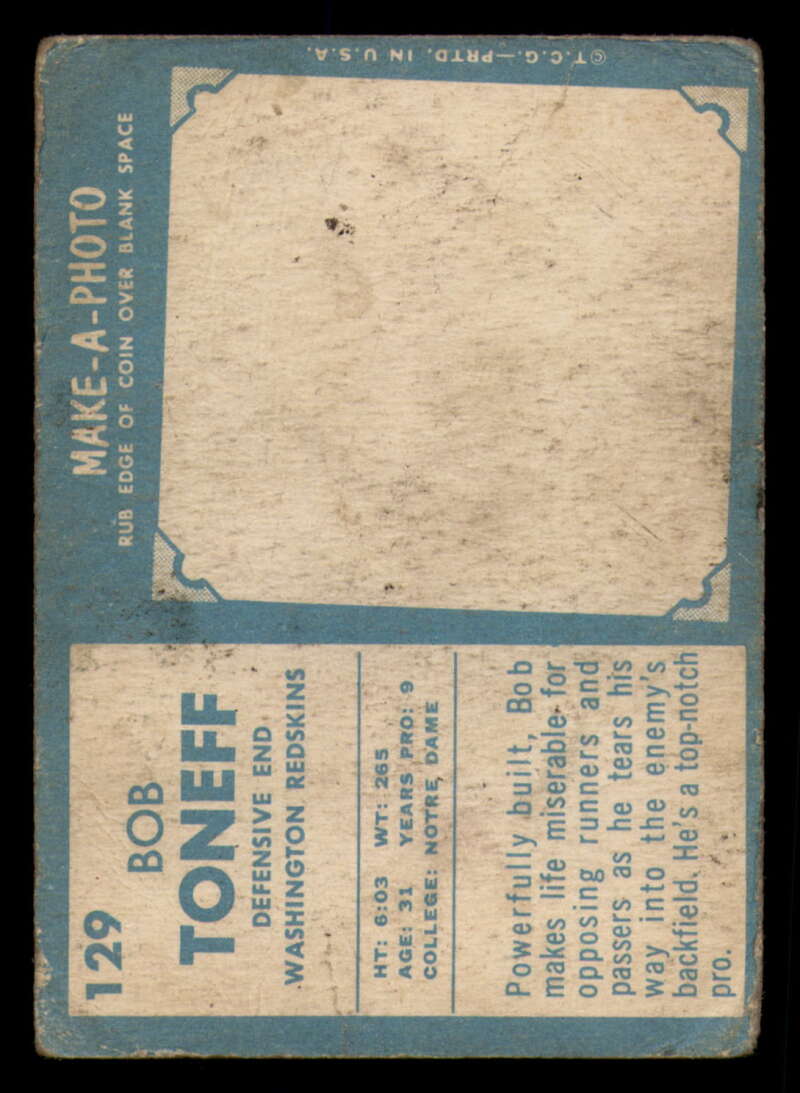 129
BOB
TONEFF
DEFENSIVE END
WASHINGTON REDSKINS
HT: 6:03 WT: 265
AGE: 31 YEARS PRO: 9
COLLEGE: NOTRE DAME
Powerfully built, Bob
makes life miserable for
opposing runners and
passers as he tears his
way into the enemy's
backfield. He's a top-notch
pro.
MAKE-A-PHOTO
RUB EDGE OF COIN OVER BLANK SPACE
©T.C.G.—PRTD. IN U.S.A.